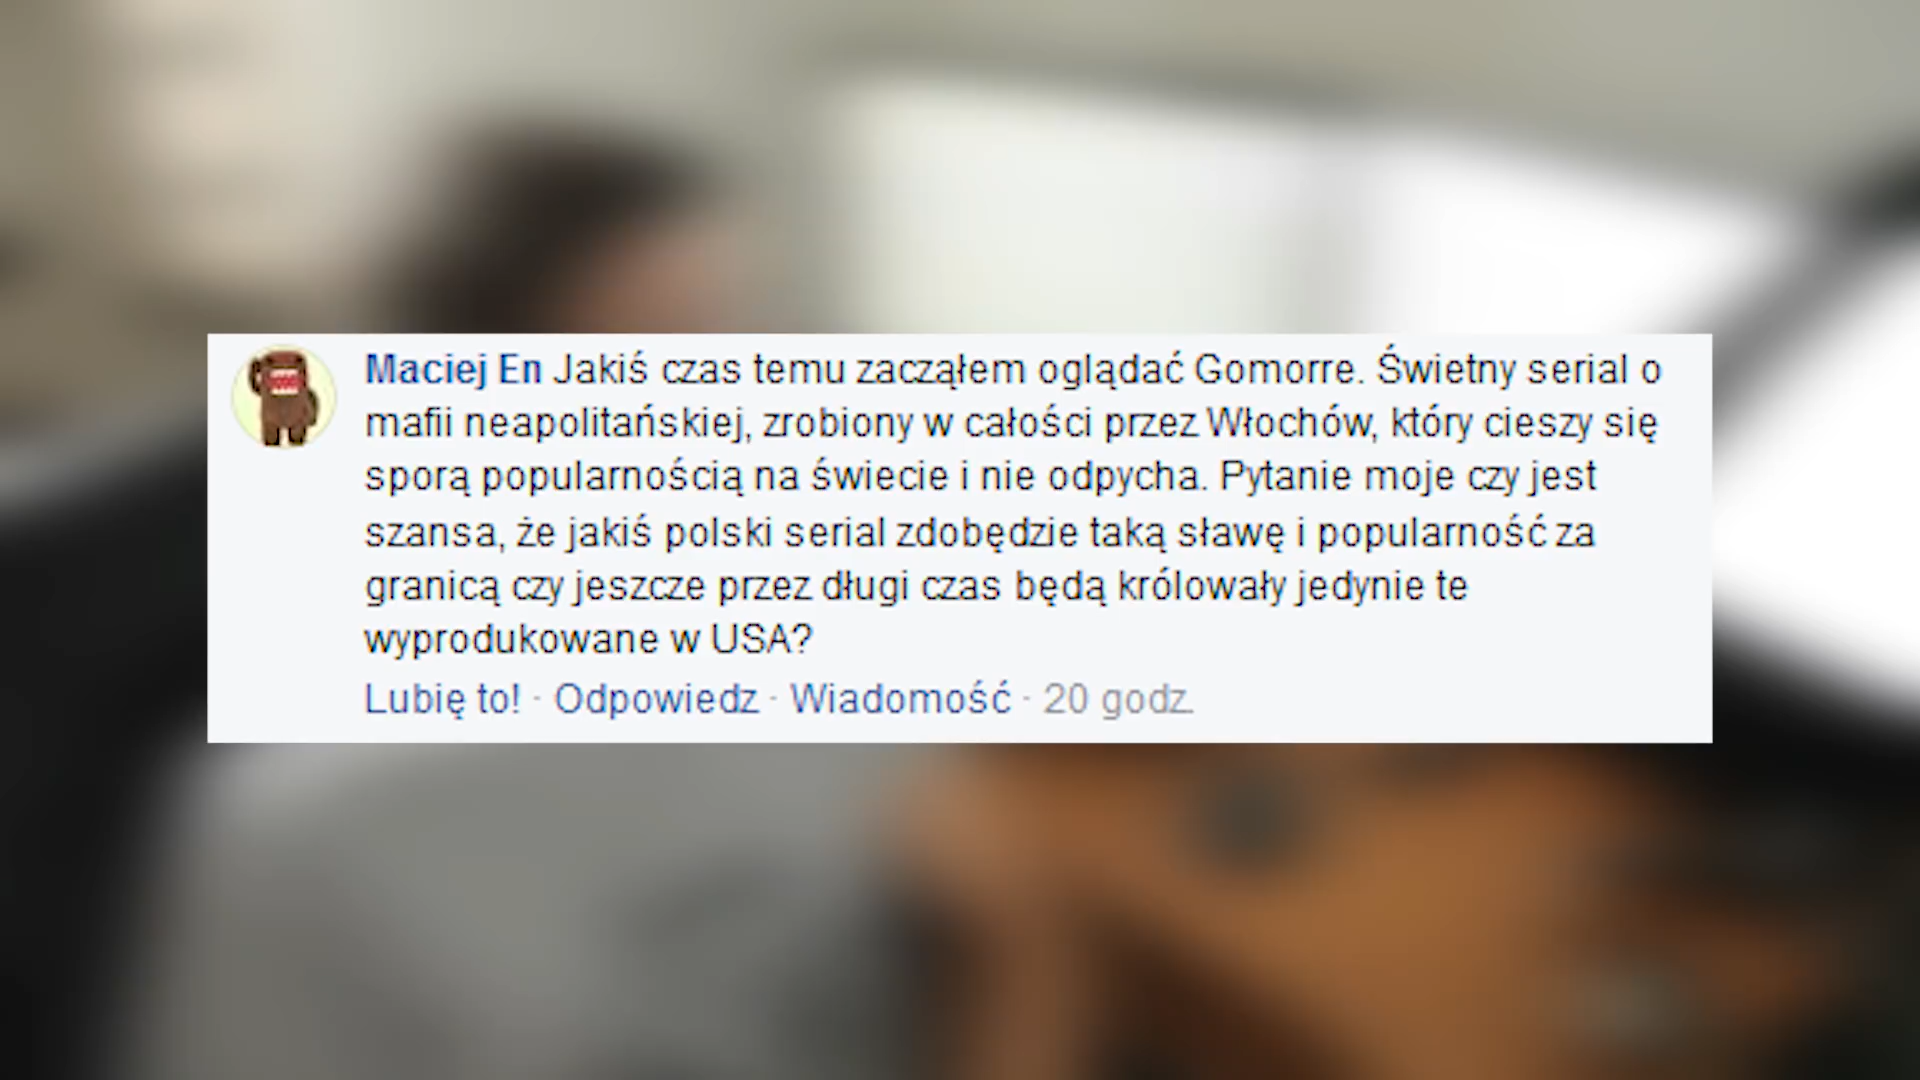 Maciej En Jakiś czas temu zacząłem oglądać Gomorre. Świetny serial o
mafii neapolitańskiej, zrobiony w całości przez Włochów, który cieszy się
sporą popularnością na świecie i nie odpycha. Pytanie moje czy jest
szansa, że jakiś polski serial zdobędzie taką sławę i popularność za
granicą czy jeszcze przez długi czas będą królowały jedynie te
wyprodukowane w USA?
Lubię to! · Odpowiedz · Wiadomość · 20 godz.